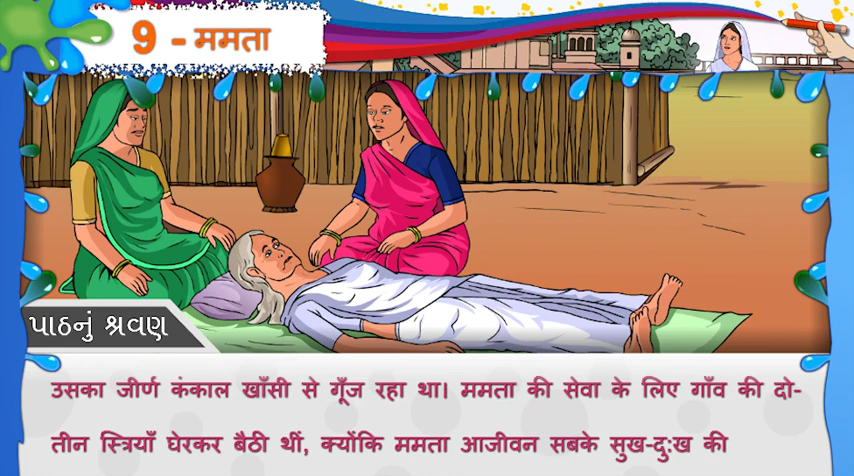 9 - ममता
પાઠનું શ્રવણ
उसका जीर्ण कंकाल खाँसी से गूँज रहा था। ममता की सेवा के लिए गाँव की दो-
तीन स्त्रियाँ घेरकर बैठी थीं, क्योंकि ममता आजीवन सबके सुख-दुःख की